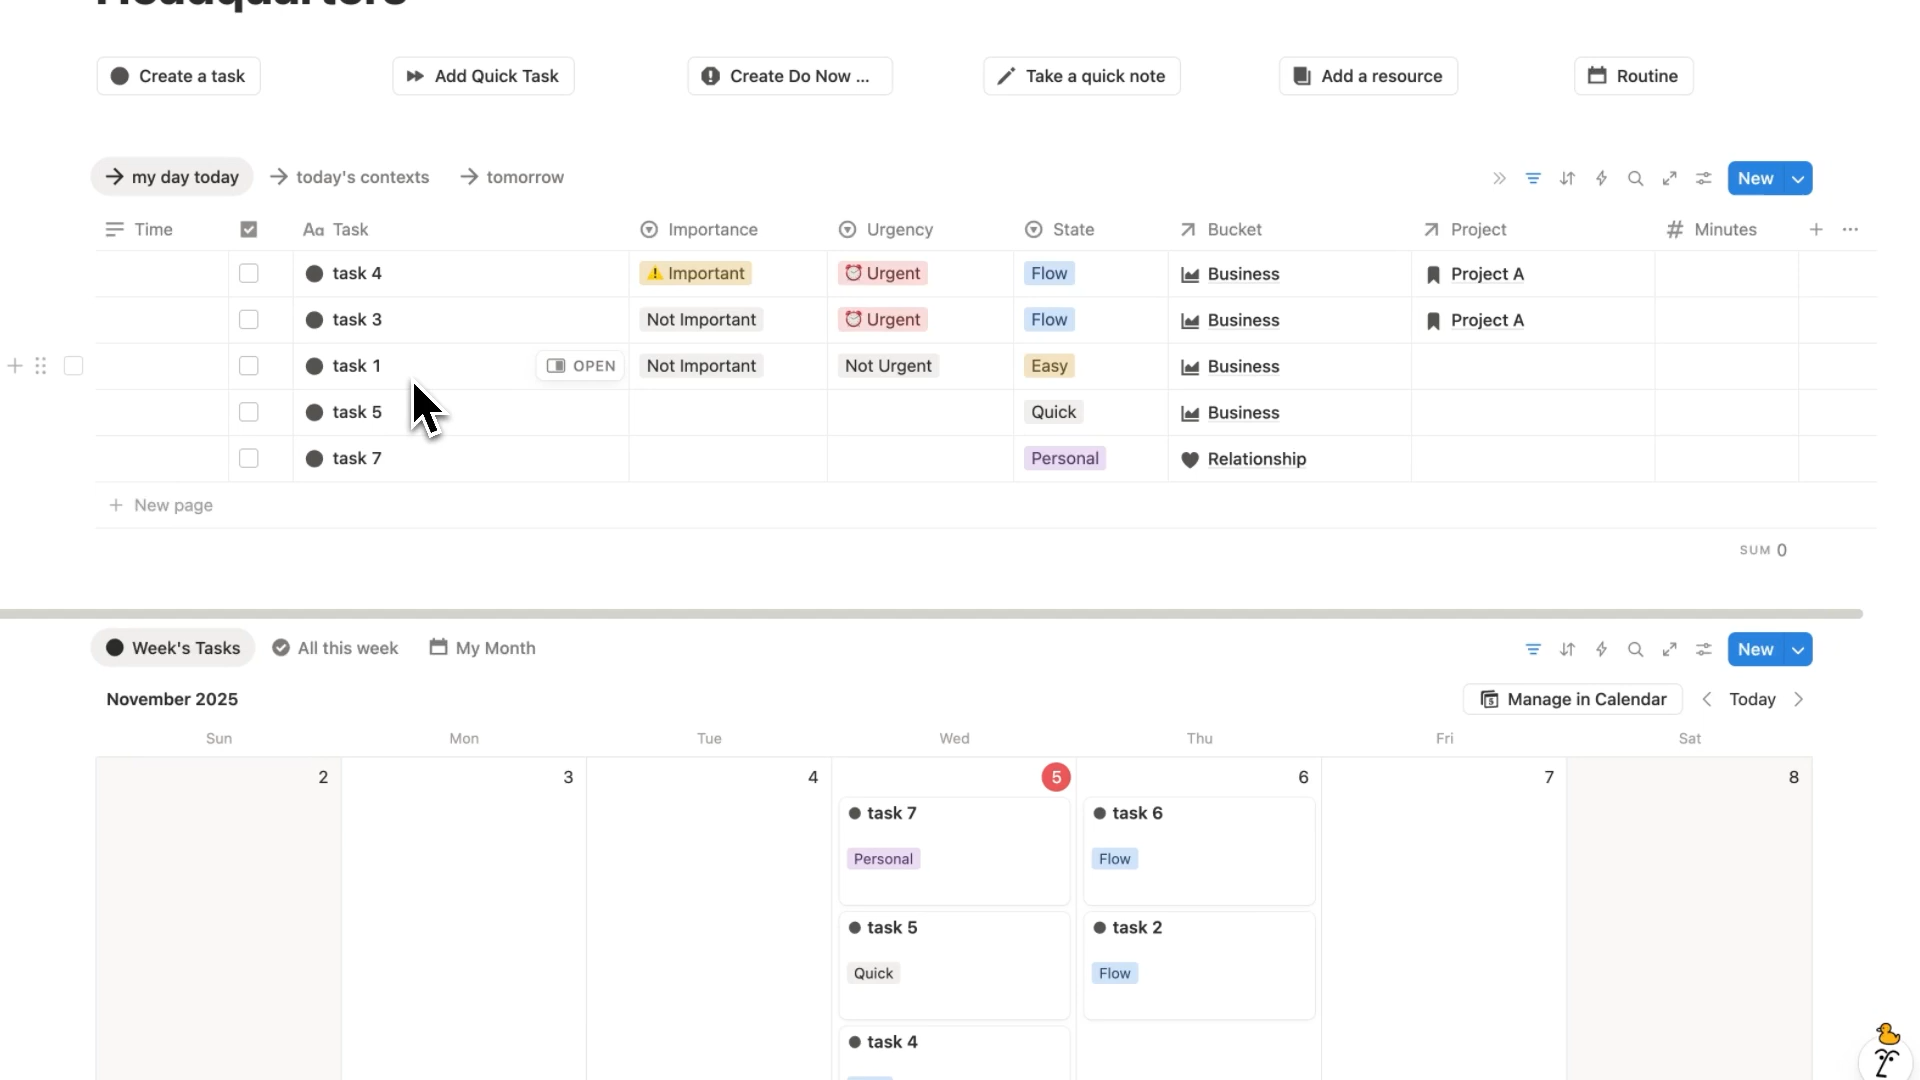 Headquarters
Create a task Add Quick Task Create Do Now ... Take a quick note Add a resource Routine
my day today today's contexts tomorrow New
Time Aa Task Importance Urgency State Bucket Project # Minutes + ...
task 4 ⚠️ Important ⏰ Urgent Flow Business Project A
task 3 Not Important ⏰ Urgent Flow Business Project A
task 1 OPEN Not Important Not Urgent Easy Business
task 5 Quick Business
task 7 Personal Relationship
+ New page
SUM 0
Week's Tasks All this week My Month New
November 2025 Manage in Calendar < Today >
Sun Mon Tue Wed Thu Fri Sat
2 3 4 5 6 7 8
task 7 task 6
Personal Flow
task 5 task 2
Quick Flow
task 4